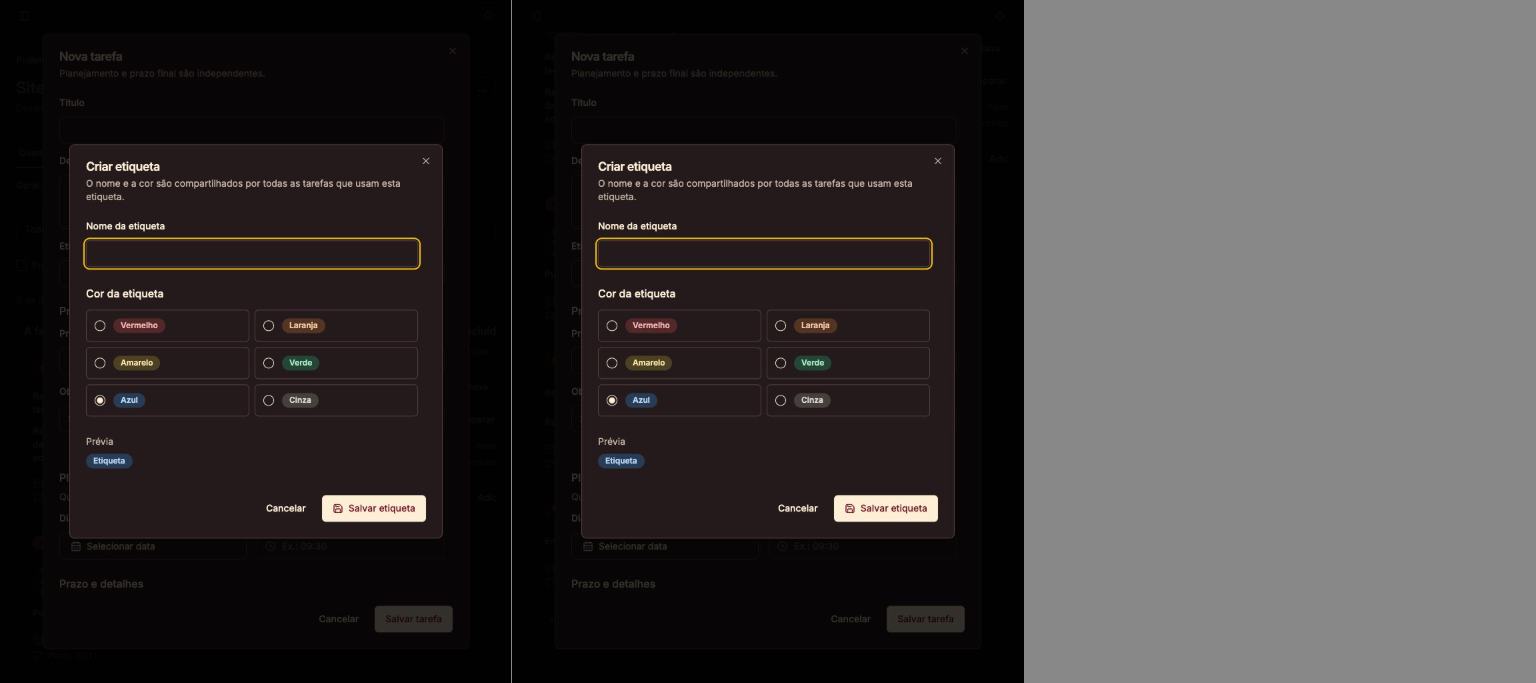 Nova tarefa
Planejamento e prazo final são independentes.
Título
Criar etiqueta
O nome e a cor são compartilhados por todas as tarefas que usam esta
etiqueta.
Nome da etiqueta
Cor da etiqueta
Vermelho
Laranja
Amarelo
Verde
Azul
Cinza
Prévia
Etiqueta
Cancelar
Salvar etiqueta
Selecionar data
Ex.: 09:30
Prazo e detalhes
Cancelar
Salvar tarefa
Nova tarefa
Planejamento e prazo final são independentes.
Título
Criar etiqueta
O nome e a cor são compartilhados por todas as tarefas que usam esta
etiqueta.
Nome da etiqueta
Cor da etiqueta
Vermelho
Laranja
Amarelo
Verde
Azul
Cinza
Prévia
Etiqueta
Cancelar
Salvar etiqueta
Selecionar data
Ex.: 09:30
Prazo e detalhes
Cancelar
Salvar tarefa